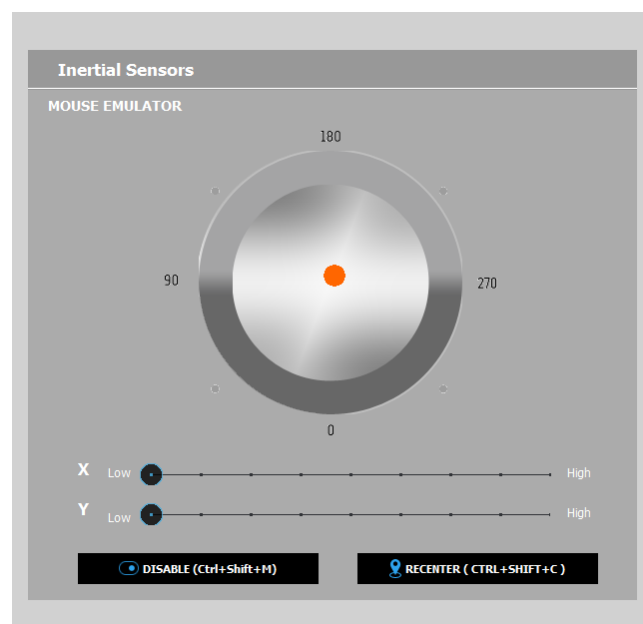 Inertial Sensors
MOUSE EMULATOR
180
90
270
0
X Low High
Y Low High
DISABLE (Ctrl+Shift+M)
RECENTER ( CTRL+SHIFT+C )